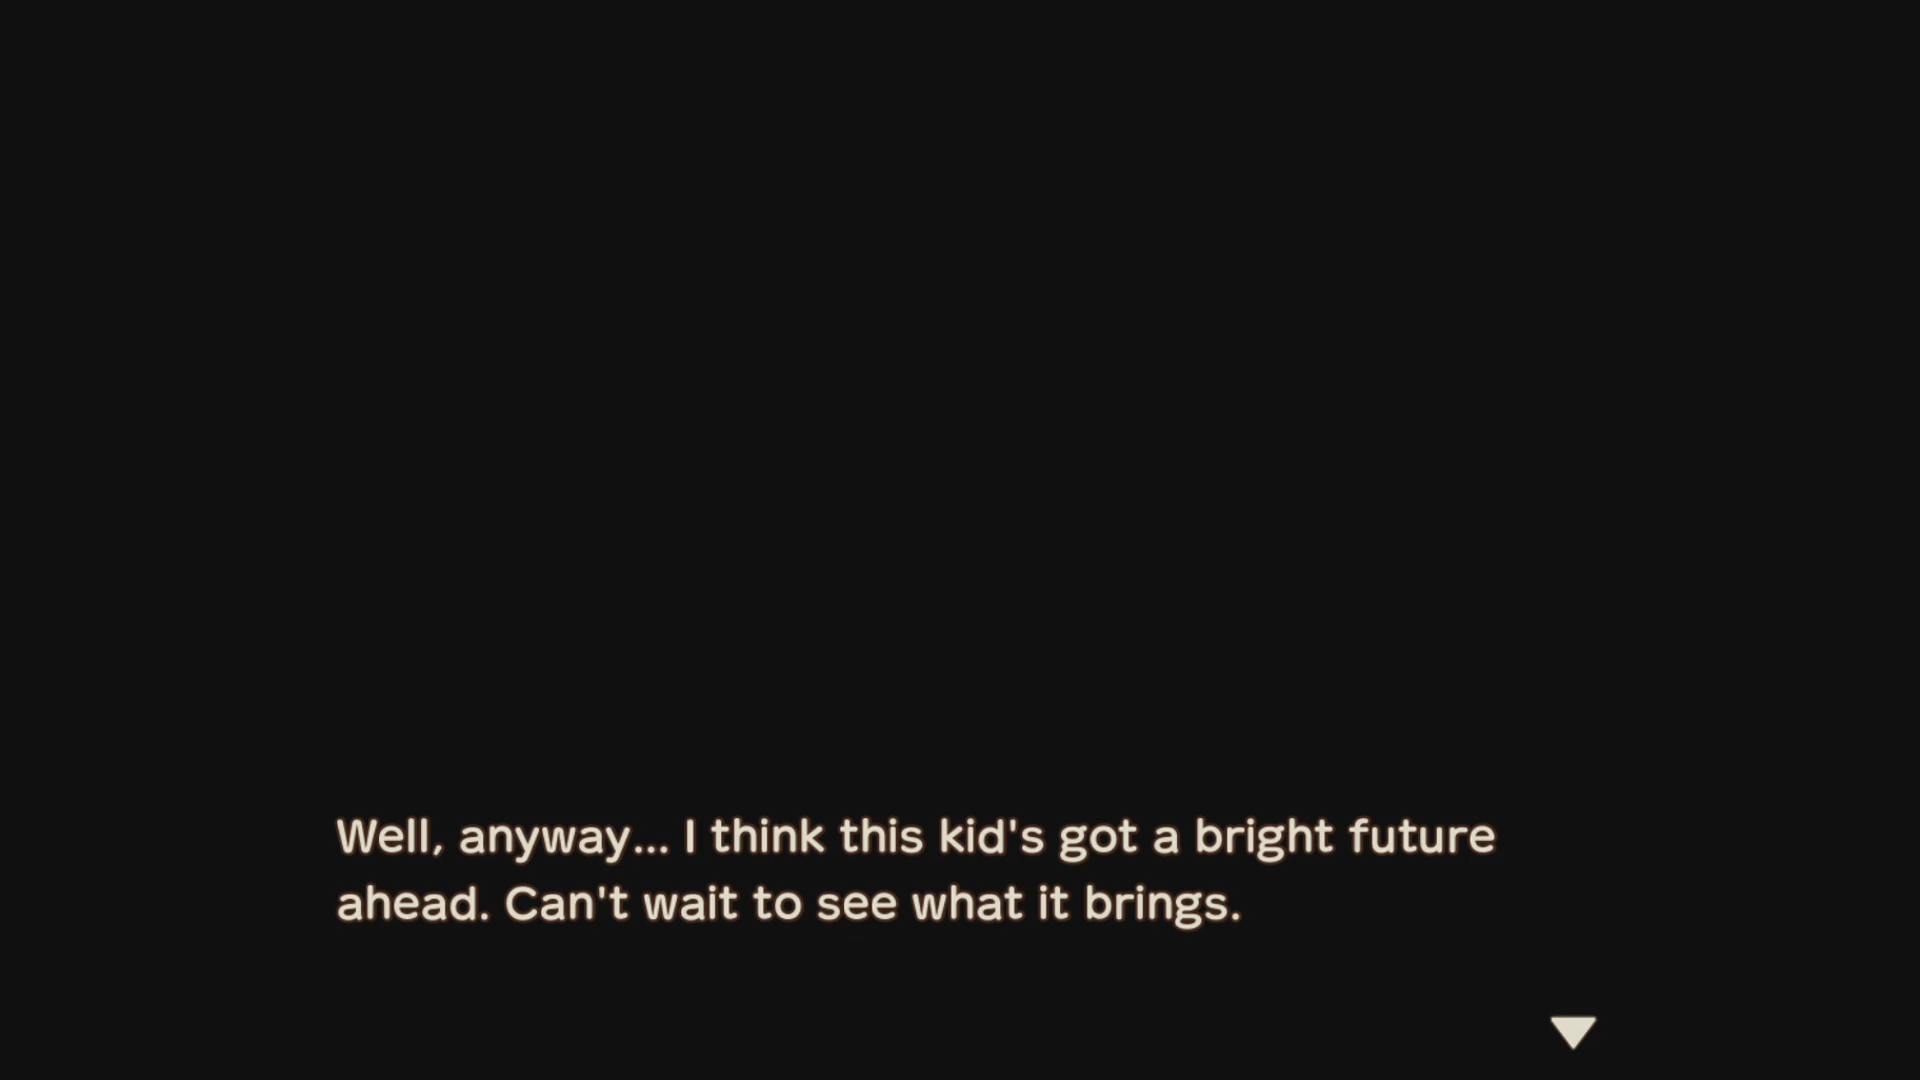 Well, anyway... I think this kid's got a bright future
ahead. Can't wait to see what it brings.